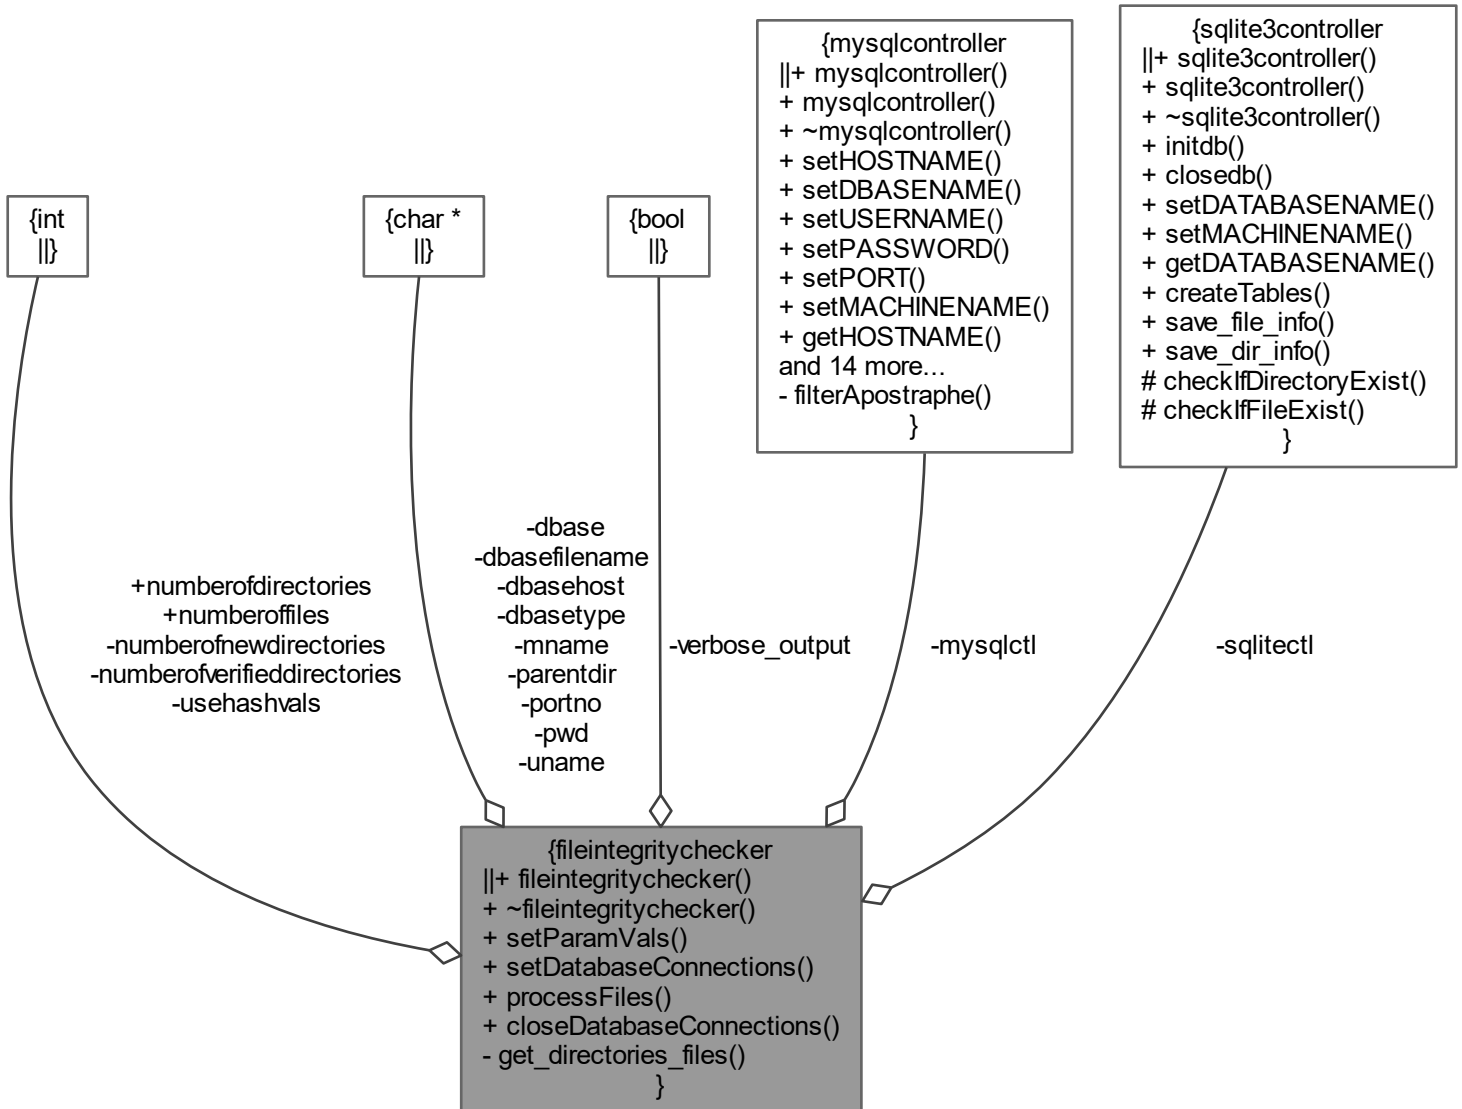 {int
||}
{char *
||}
{bool
||}
{mysqlcontroller
||+ mysqlcontroller()
+ mysqlcontroller()
+ ~mysqlcontroller()
+ setHOSTNAME()
+ setDBASENAME()
+ setUSERNAME()
+ setPASSWORD()
+ setPORT()
+ setMACHINENAME()
+ getHOSTNAME()
and 14 more...
- filterApostraphe()
}
{sqlite3controller
||+ sqlite3controller()
+ sqlite3controller()
+ ~sqlite3controller()
+ initdb()
+ closedb()
+ setDATABASENAME()
+ setMACHINENAME()
+ getDATABASENAME()
+ createTables()
+ save_file_info()
+ save_dir_info()
# checkIfDirectoryExist()
# checkIfFileExist()
}
+numberofdirectories
+numberoffiles
-numberofnewdirectories
-numberofverifieddirectories
-usehashvals
-dbase
-dbasefilename
-dbasehost
-dbasetype
-mname
-parentdir
-portno
-pwd
-uname
-verbose_output
-mysqlctl
-sqlitectl
{fileintegritychecker
||+ fileintegritychecker()
+ ~fileintegritychecker()
+ setParamVals()
+ setDatabaseConnections()
+ processFiles()
+ closeDatabaseConnections()
- get_directories_files()
}